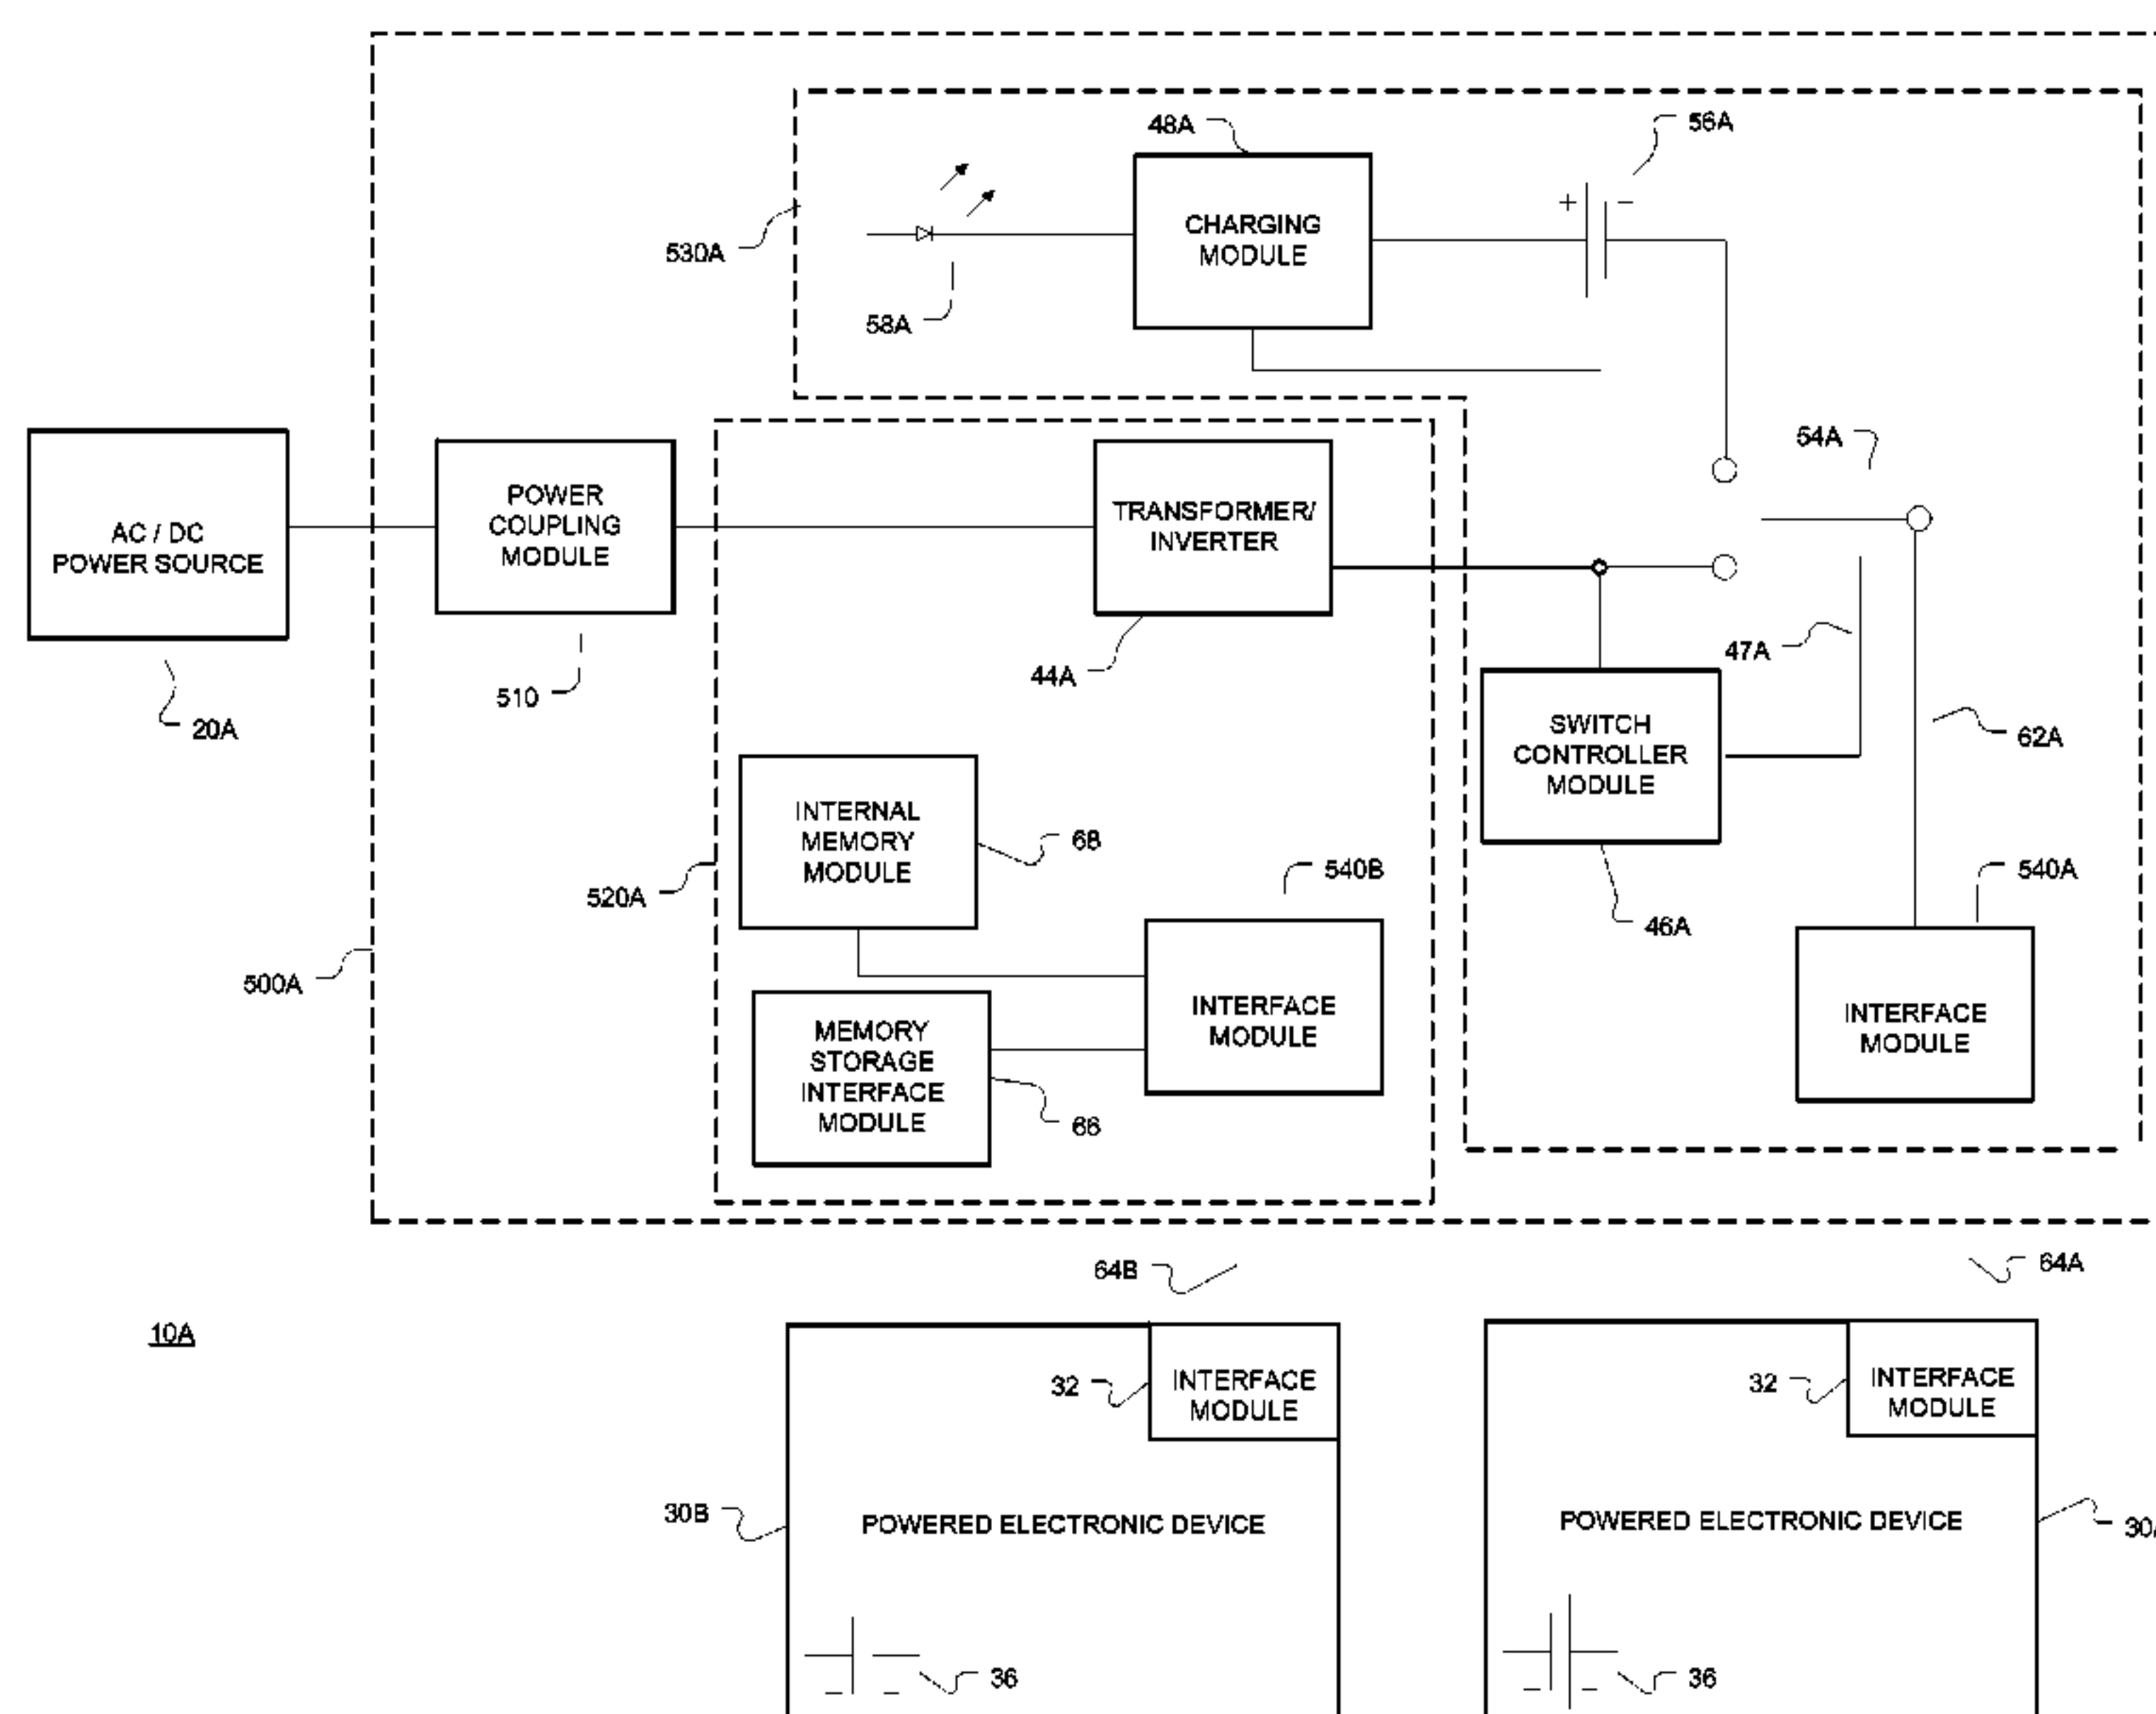 48A
56A
+
−
CHARGING
MODULE
530A
58A
54A
AC / DC
POWER SOURCE
POWER
COUPLING
MODULE
TRANSFORMER/
INVERTER
47A
44A
510
20A
SWITCH
CONTROLLER
MODULE
62A
INTERNAL
MEMORY
MODULE
68
540B
540A
520A
46A
500A
INTERFACE
MODULE
INTERFACE
MODULE
MEMORY
STORAGE
INTERFACE
MODULE
66
64B
64A
10A
32
INTERFACE
MODULE
32
INTERFACE
MODULE
30B
POWERED ELECTRONIC DEVICE
POWERED ELECTRONIC DEVICE
36
36